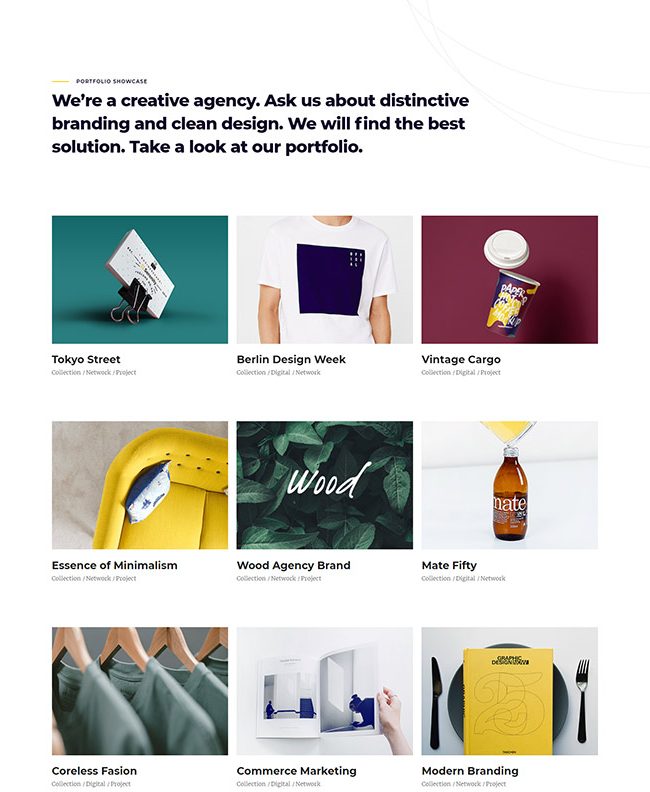 PORTFOLIO SHOWCASE
We’re a creative agency. Ask us about distinctive
branding and clean design. We will find the best
solution. Take a look at our portfolio.
Tokyo Street
Collection / Network / Project
Berlin Design Week
Collection / Digital / Network
Vintage Cargo
Collection / Digital / Project
Wood
mate
Essence of Minimalism
Collection / Network / Project
Wood Agency Brand
Collection / Network / Project
Mate Fifty
Collection / Digital / Network
GRAPHIC
TASCHEN
Coreless Fasion
Collection / Digital / Project
Commerce Marketing
Collection / Digital / Network
Modern Branding
Collection / Network / Project